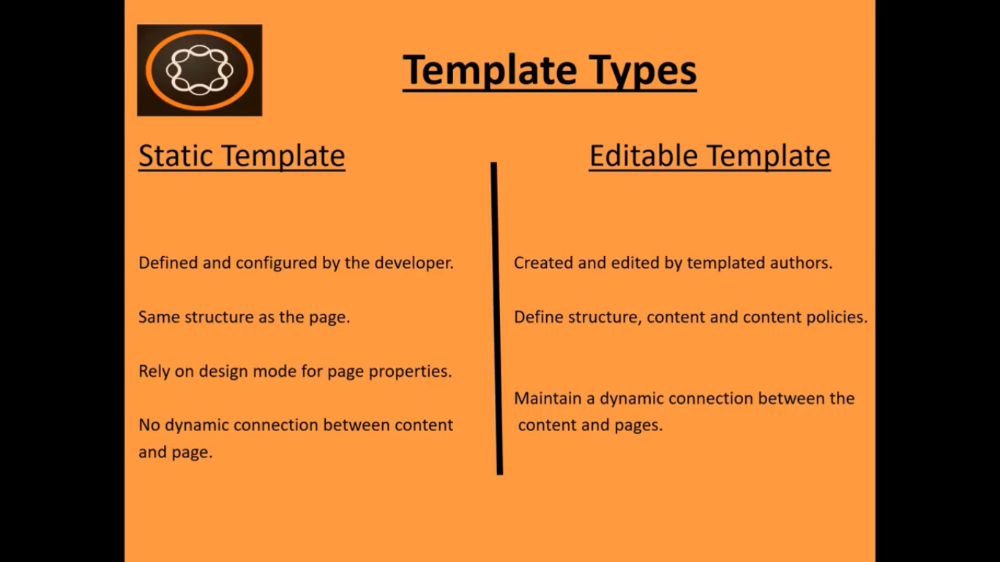 Template Types
Static Template
Defined and configured by the developer.
Same structure as the page.
Rely on design mode for page properties.
No dynamic connection between content
and page.
Editable Template
Created and edited by templated authors.
Define structure, content and content policies.
Maintain a dynamic connection between the
content and pages.